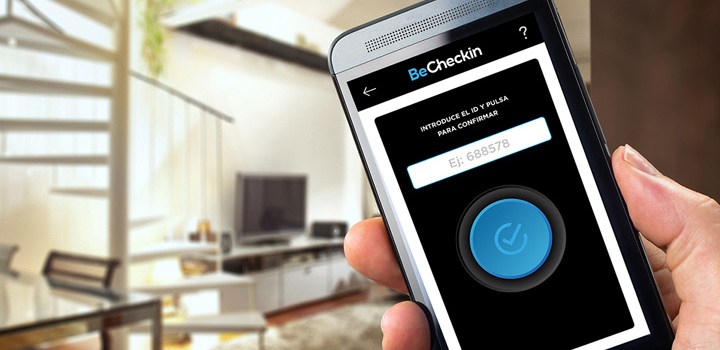 BeCheckin
?
INTRODUCE EL ID Y PULSA
PARA CONFIRMAR
Ej: 688578